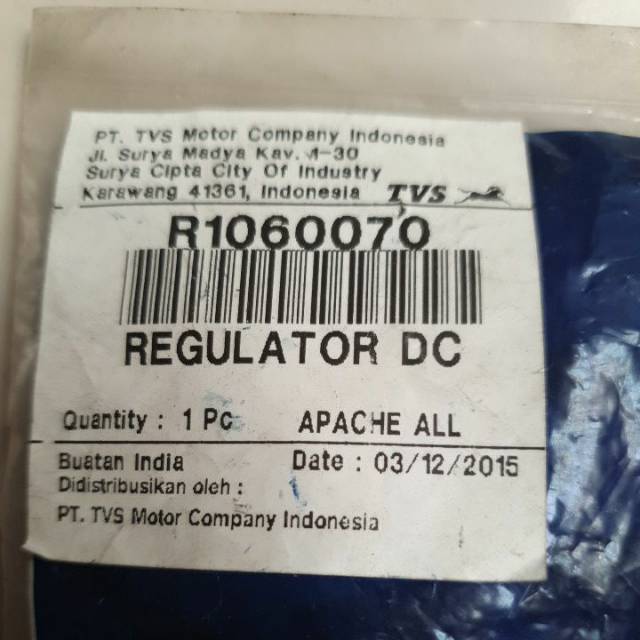 PT. TVS Motor Company Indonesia
Jl. Surya Madya Kav. 1-30
Surya Cipta City Of Industry
Karawang 41361, Indonesia TVS
R1060070
REGULATOR DC
Quantity : 1 Pc APACHE ALL
Buatan India Date : 03/12/2015
Didistribusikan oleh :
PT. TVS Motor Company Indonesia